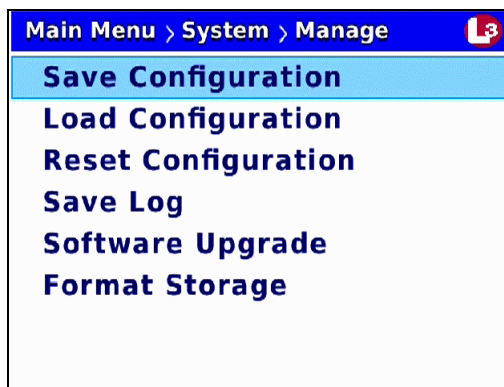 Main Menu > System > Manage L3
Save Configuration
Load Configuration
Reset Configuration
Save Log
Software Upgrade
Format Storage